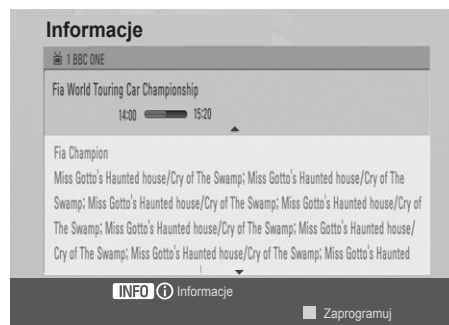 Informacje
1 BBC ONE
Fia World Touring Car Championship
14:00 15:20
Fia Champion
Miss Gotto's Haunted house/Cry of The Swamp; Miss Gotto's Haunted house/Cry of The
Swamp; Miss Gotto's Haunted house/Cry of The Swamp; Miss Gotto's Haunted house/Cry of
The Swamp; Miss Gotto's Haunted house/Cry of The Swamp; Miss Gotto's Haunted house/
Cry of The Swamp; Miss Gotto's Haunted house/Cry of The Swamp; Miss Gotto's Haunted
INFO i Informacje
Zaprogramuj